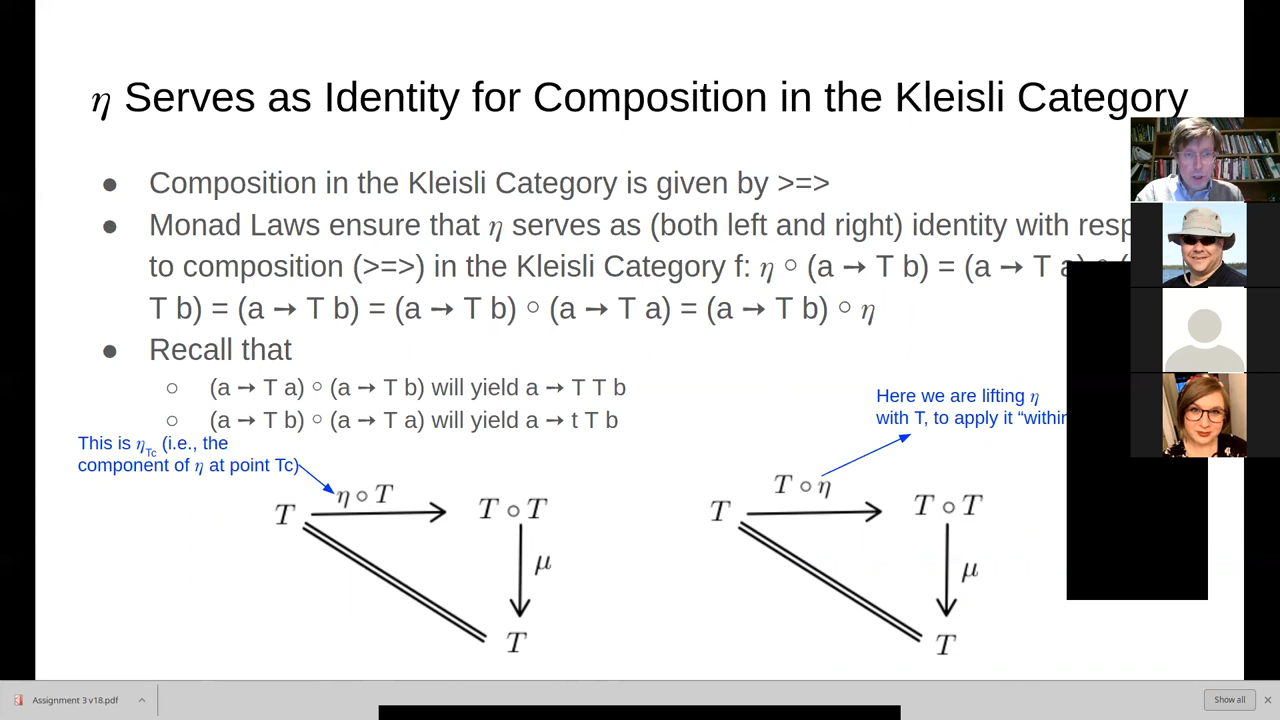 η Serves as Identity for Composition in the Kleisli Category
● Composition in the Kleisli Category is given by >=>
● Monad Laws ensure that η serves as (both left and right) identity with resp
to composition (>=>) in the Kleisli Category f: η ○ (a → T b) = (a → T a) ○ (
T b) = (a → T b) = (a → T b) ○ (a → T a) = (a → T b) ○ η
● Recall that
○ (a → T a) ○ (a → T b) will yield a → T T b
○ (a → T b) ○ (a → T a) will yield a → t T b
This is ηTc (i.e., the
component of η at point Tc)
Here we are lifting η
with T, to apply it “within
T
η ∘ T
T ∘ T
μ
T
T
T ∘ η
T ∘ T
μ
T
Assignment 3 v18.pdf
Show all